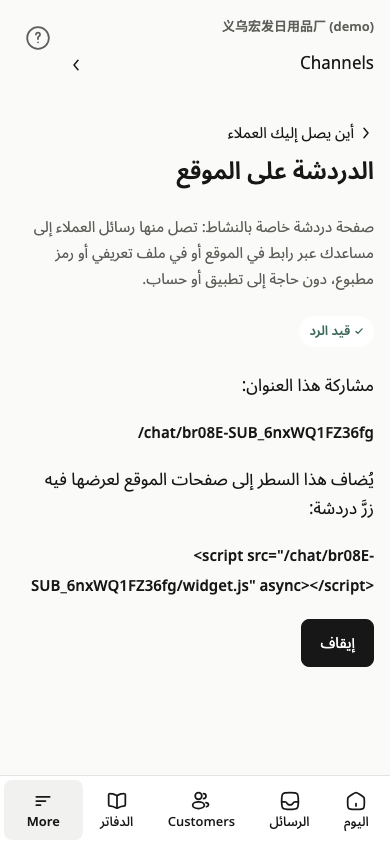 义乌宏发日用品厂 (demo)
Channels
أين يصل إليك العملاء
الدردشة على الموقع
صفحة دردشة خاصة بالنشاط: تصل منها رسائل العملاء إلى
مساعدك عبر رابط في الموقع أو في ملف تعريفي أو رمز
مطبوع، دون حاجة إلى تطبيق أو حساب.
قيد الرد
مشاركة هذا العنوان:
/chat/br08E-SUB_6nxWQ1FZ36fg
يُضاف هذا السطر إلى صفحات الموقع لعرضها فيه
زرَّ دردشة:
<script src="/chat/br08E-
SUB_6nxWQ1FZ36fg/widget.js" async></script>
إيقاف
اليوم
الرسائل
Customers
الدفاتر
More